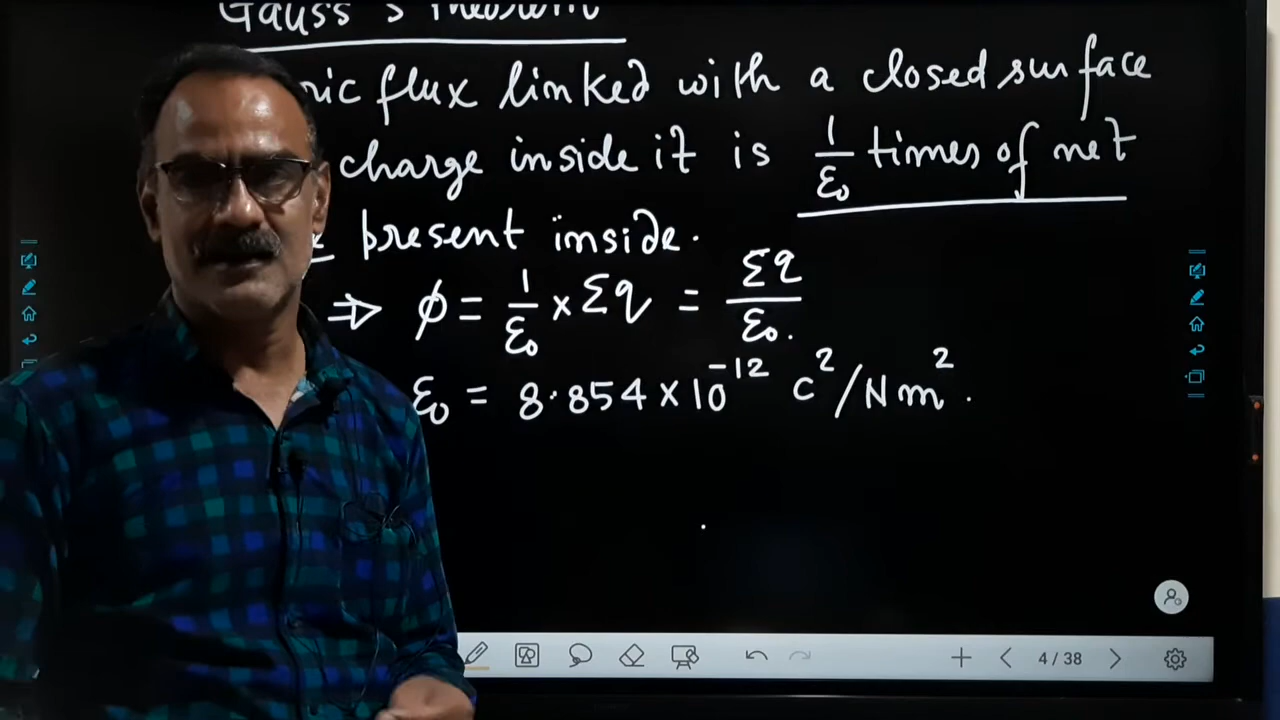 Gauss's Theorem
ric flux linked with a closed surface
charge inside it is 1/ε₀ times of net
present inside.
⇒ φ = 1/ε₀ × Σq = Σq/ε₀.
ε₀ = 8.854 × 10⁻¹² C²/Nm².
4 / 38